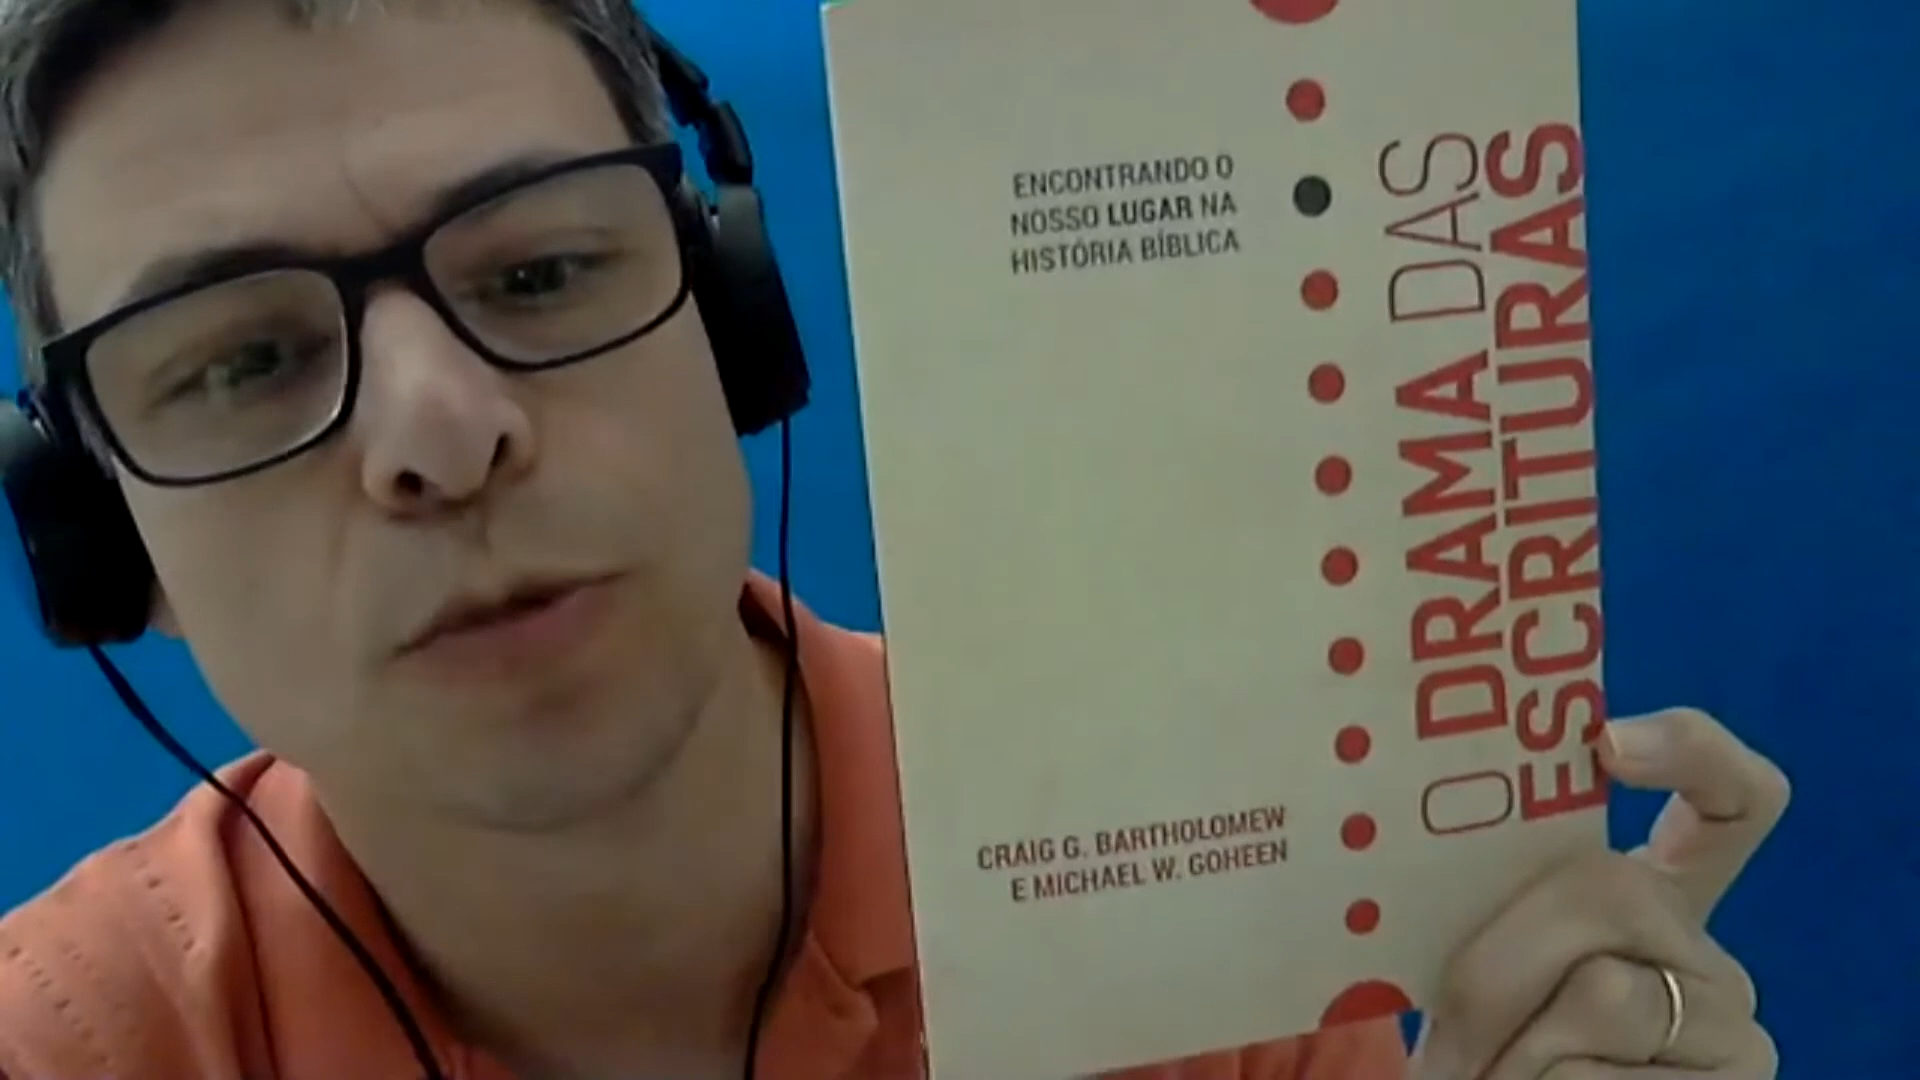 ENCONTRANDO O
NOSSO LUGAR NA
HISTÓRIA BÍBLICA
O DRAMA DAS
ESCRITURAS
CRAIG G. BARTHOLOMEW
E MICHAEL W. GOHEEN